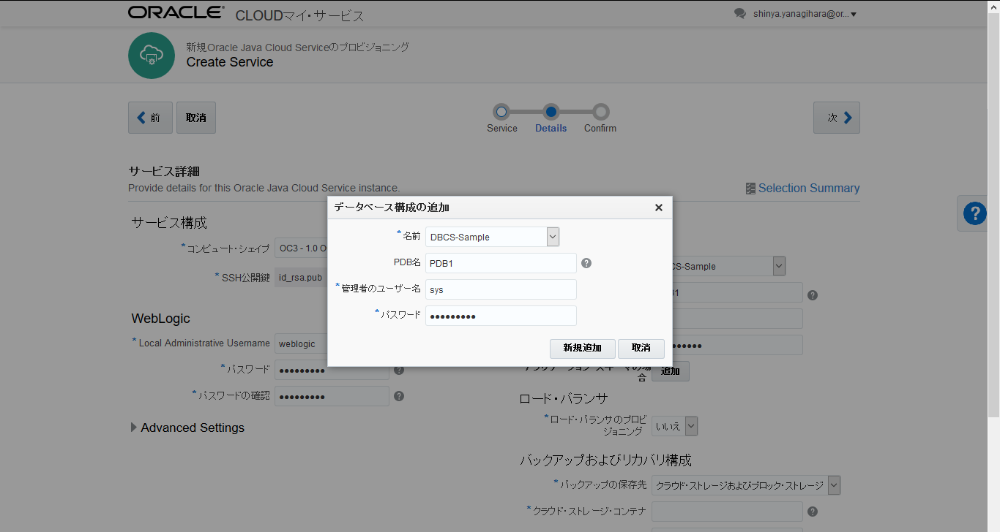 ORACLE CLOUDマイ・サービス
shinya.yanagihara@or...
新規Oracle Java Cloud Serviceのプロビジョニング
Create Service
前
取消
Service
Details
Confirm
次
サービス詳細
Provide details for this Oracle Java Cloud Service instance.
Selection Summary
サービス構成
*コンピュート・シェイプ
OC3 - 1.0
*SSH公開鍵
id_rsa.pub
WebLogic
*Local Administrative Username
weblogic
*パスワード
●●●●●●●●●
*パスワードの確認
●●●●●●●●●
Advanced Settings
データベース構成の追加
*名前
DBCS-Sample
PDB名
PDB1
*管理者のユーザー名
sys
*パスワード
●●●●●●●●●
新規追加
取消
CS-Sample
合
追加
ロード・バランサ
*ロード・バランサのプロビ
ジョニング
いいえ
バックアップおよびリカバリ構成
*バックアップの保存先
クラウド・ストレージおよびブロック・ストレージ
*クラウド・ストレージ・コンテナ